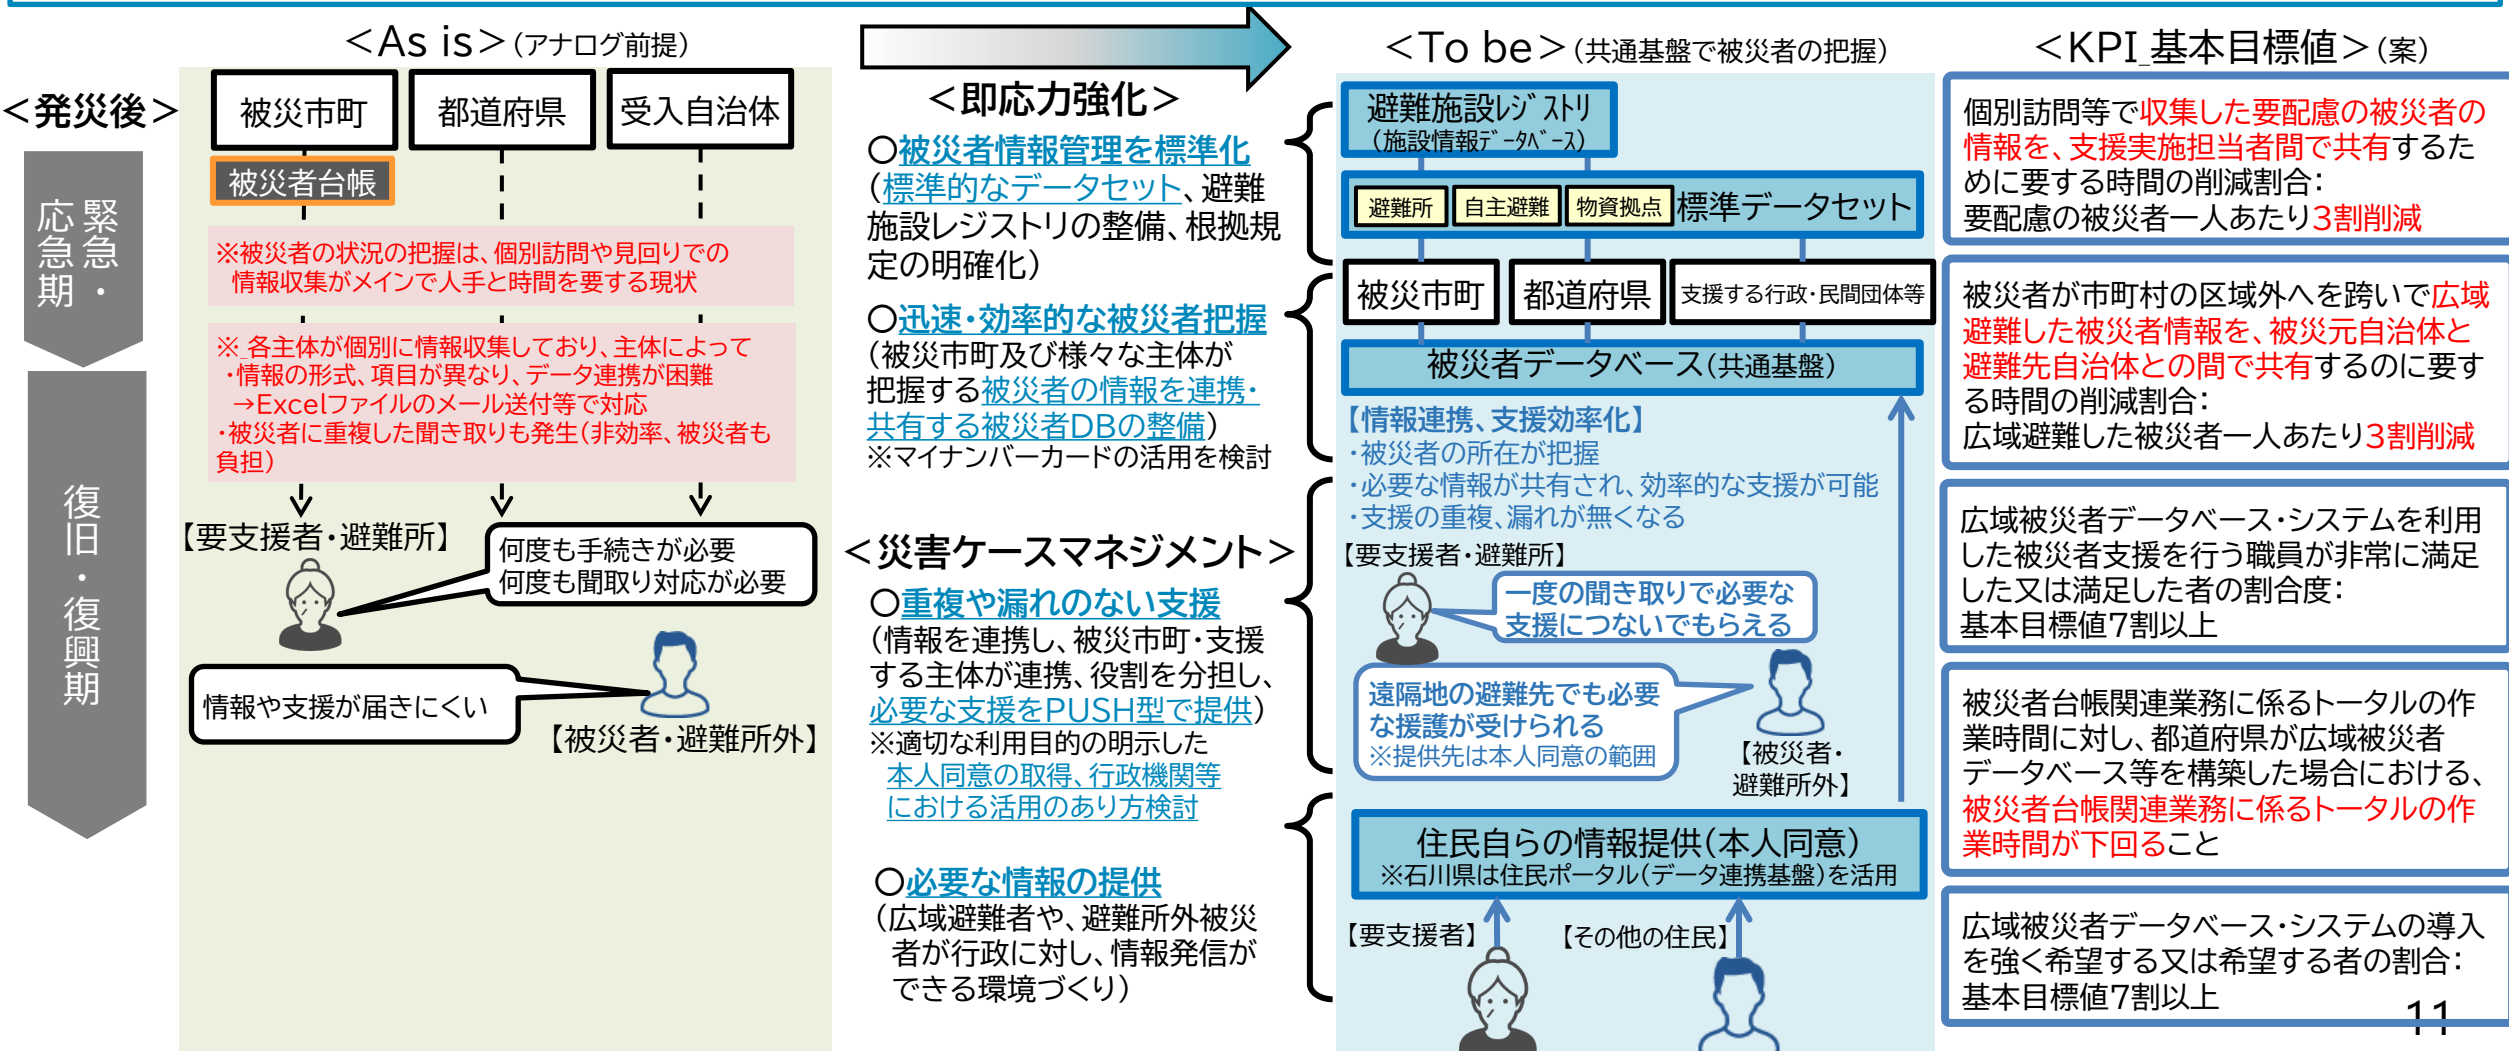 ＜As is＞（アナログ前提）
＜発災後＞
被災市町
都道府県
受入自治体
被災者台帳
緊急・
応急期
復旧・復興期
※被災者の状況の把握は、個別訪問や見回りでの
情報収集がメインで人手と時間を要する現状
※_各主体が個別に情報収集しており、主体によって
・情報の形式、項目が異なり、データ連携が困難
→Excelファイルのメール送付等で対応
・被災者に重複した聞き取りも発生（非効率、被災者も
負担）
【要支援者・避難所】
何度も手続きが必要
何度も聞取り対応が必要
情報や支援が届きにくい
【被災者・避難所外】
＜即応力強化＞
○被災者情報管理を標準化
（標準的なデータセット、避難
施設レジストリの整備、根拠規
定の明確化）
○迅速・効率的な被災者把握
（被災市町及び様々な主体が
把握する被災者の情報を連携・
共有する被災者DBの整備）
※マイナンバーカードの活用を検討
＜災害ケースマネジメント＞
○重複や漏れのない支援
（情報を連携し、被災市町・支援
する主体が連携、役割を分担し、
必要な支援をPUSH型で提供）
※適切な利用目的の明示した
本人同意の取得、行政機関等
における活用のあり方検討
○必要な情報の提供
（広域避難者や、避難所外被災
者が行政に対し、情報発信が
できる環境づくり）
＜To be＞（共通基盤で被災者の把握）
避難施設ﾚｼﾞｽﾄﾘ
（施設情報ﾃﾞｰﾀﾍﾞｰｽ）
避難所
自主避難
物資拠点
標準データセット
被災市町
都道府県
支援する行政・民間団体等
被災者データベース（共通基盤）
【情報連携、支援効率化】
・被災者の所在が把握
・必要な情報が共有され、効率的な支援が可能
・支援の重複、漏れが無くなる
【要支援者・避難所】
一度の聞き取りで必要な
支援につないでもらえる
遠隔地の避難先でも必要
な援護が受けられる
※提供先は本人同意の範囲
【被災者・
避難所外】
住民自らの情報提供（本人同意）
※石川県は住民ポータル（データ連携基盤）を活用
【要支援者】
【その他の住民】
＜KPI_基本目標値＞（案）
個別訪問等で収集した要配慮の被災者の
情報を、支援実施担当者間で共有するた
めに要する時間の削減割合：
要配慮の被災者一人あたり3割削減
被災者が市町村の区域外へを跨いで広域
避難した被災者情報を、被災元自治体と
避難先自治体との間で共有するのに要す
る時間の削減割合：
広域避難した被災者一人あたり3割削減
広域被災者データベース・システムを利用
した被災者支援を行う職員が非常に満足
した又は満足した者の割合度：
基本目標値7割以上
被災者台帳関連業務に係るトータルの作
業時間に対し、都道府県が広域被災者
データベース等を構築した場合における、
被災者台帳関連業務に係るトータルの作
業時間が下回ること
広域被災者データベース・システムの導入
を強く希望する又は希望する者の割合：
基本目標値7割以上
11